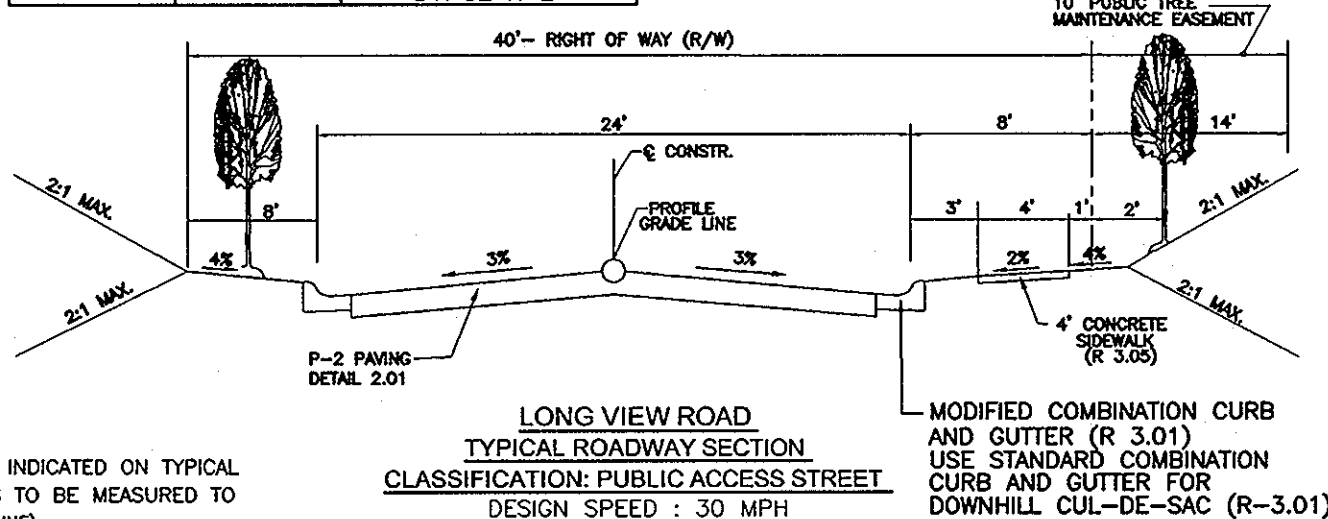 10' PUBLIC TREE
MAINTENANCE EASEMENT
40'- RIGHT OF WAY (R/W)
24'
8'
14'
℄ CONSTR.
PROFILE
GRADE LINE
2:1 MAX.
8'
3'
4'
1'
2'
2:1 MAX.
4%
3%
3%
2%
4%
2:1 MAX.
2:1 MAX.
4' CONCRETE
SIDEWALK
(R 3.05)
P-2 PAVING
DETAIL 2.01
LONG VIEW ROAD
TYPICAL ROADWAY SECTION
CLASSIFICATION: PUBLIC ACCESS STREET
DESIGN SPEED : 30 MPH
MODIFIED COMBINATION CURB
AND GUTTER (R 3.01)
USE STANDARD COMBINATION
CURB AND GUTTER FOR
DOWNHILL CUL-DE-SAC (R-3.01)
INDICATED ON TYPICAL
TO BE MEASURED TO